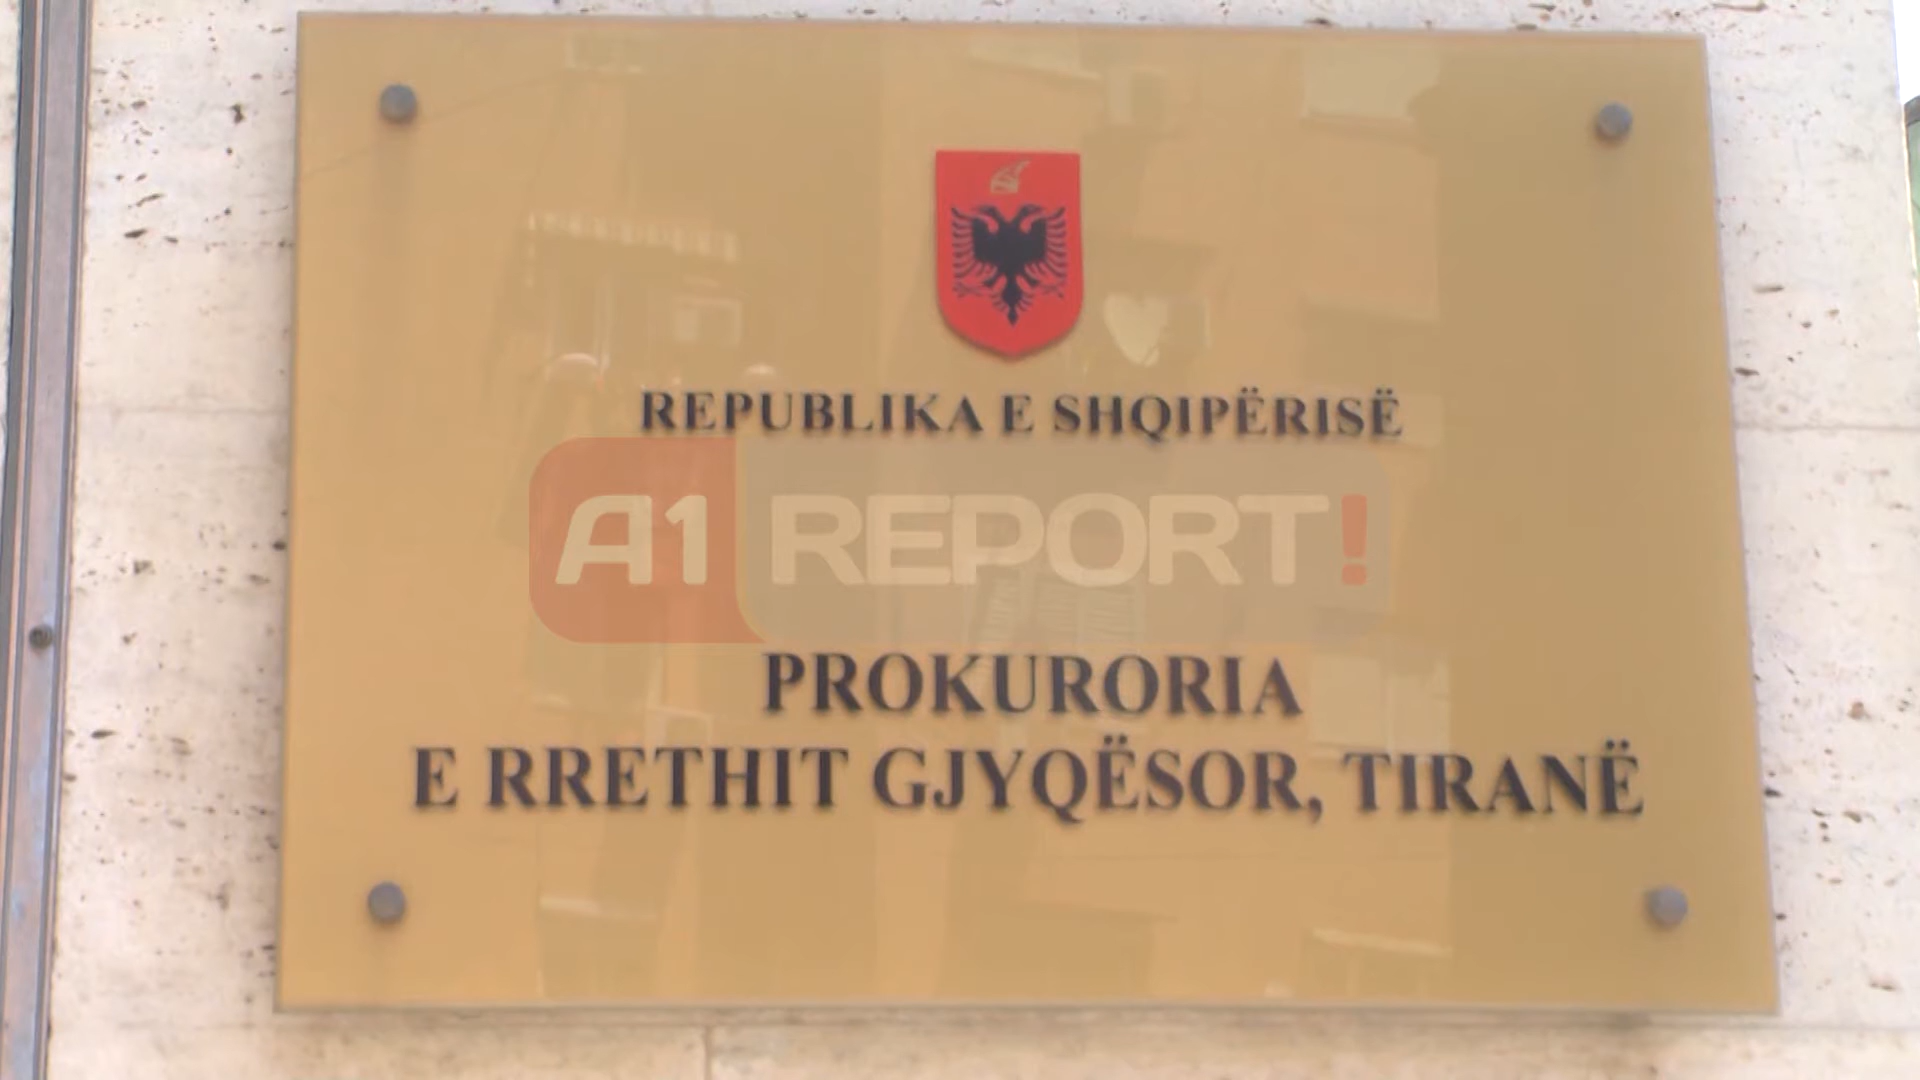 REPUBLIKA E SHQIPËRISË
A1 REPORT!
PROKURORIA
E RRETHIT GJYQËSOR, TIRANË